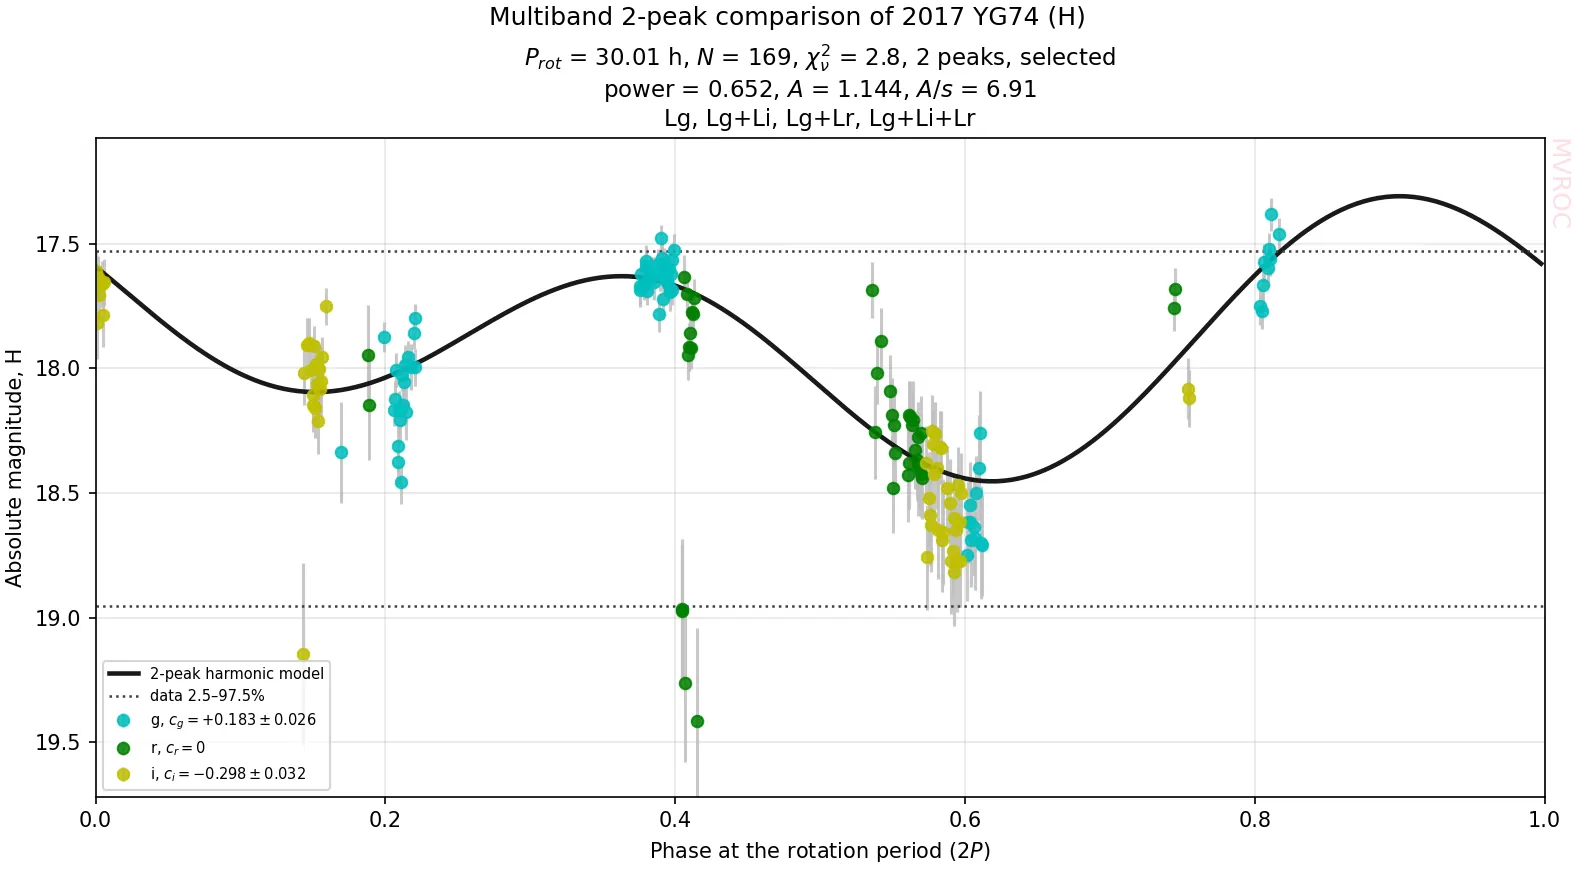 Multiband 2-peak comparison of 2017 YG74 (H)
P_rot = 30.01 h, N = 169, χ²_ν = 2.8, 2 peaks, selected
power = 0.652, A = 1.144, A/s = 6.91
Lg, Lg+Li, Lg+Lr, Lg+Li+Lr
MVROC
Absolute magnitude, H
17.5
18.0
18.5
19.0
19.5
2-peak harmonic model
data 2.5–97.5%
g, c_g = +0.183 ± 0.026
r, c_r = 0
i, c_i = −0.298 ± 0.032
0.0 0.2 0.4 0.6 0.8 1.0
Phase at the rotation period (2P)